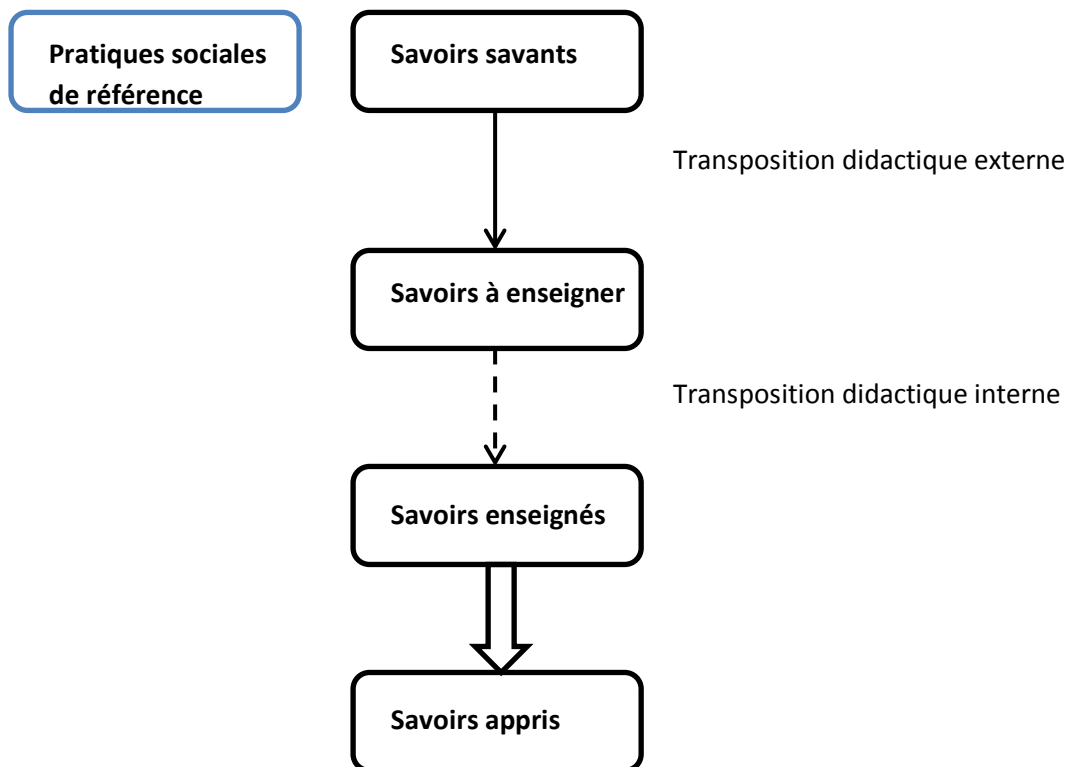 Pratiques sociales
de référence
Savoirs savants
Transposition didactique externe
Savoirs à enseigner
Transposition didactique interne
Savoirs enseignés
Savoirs appris